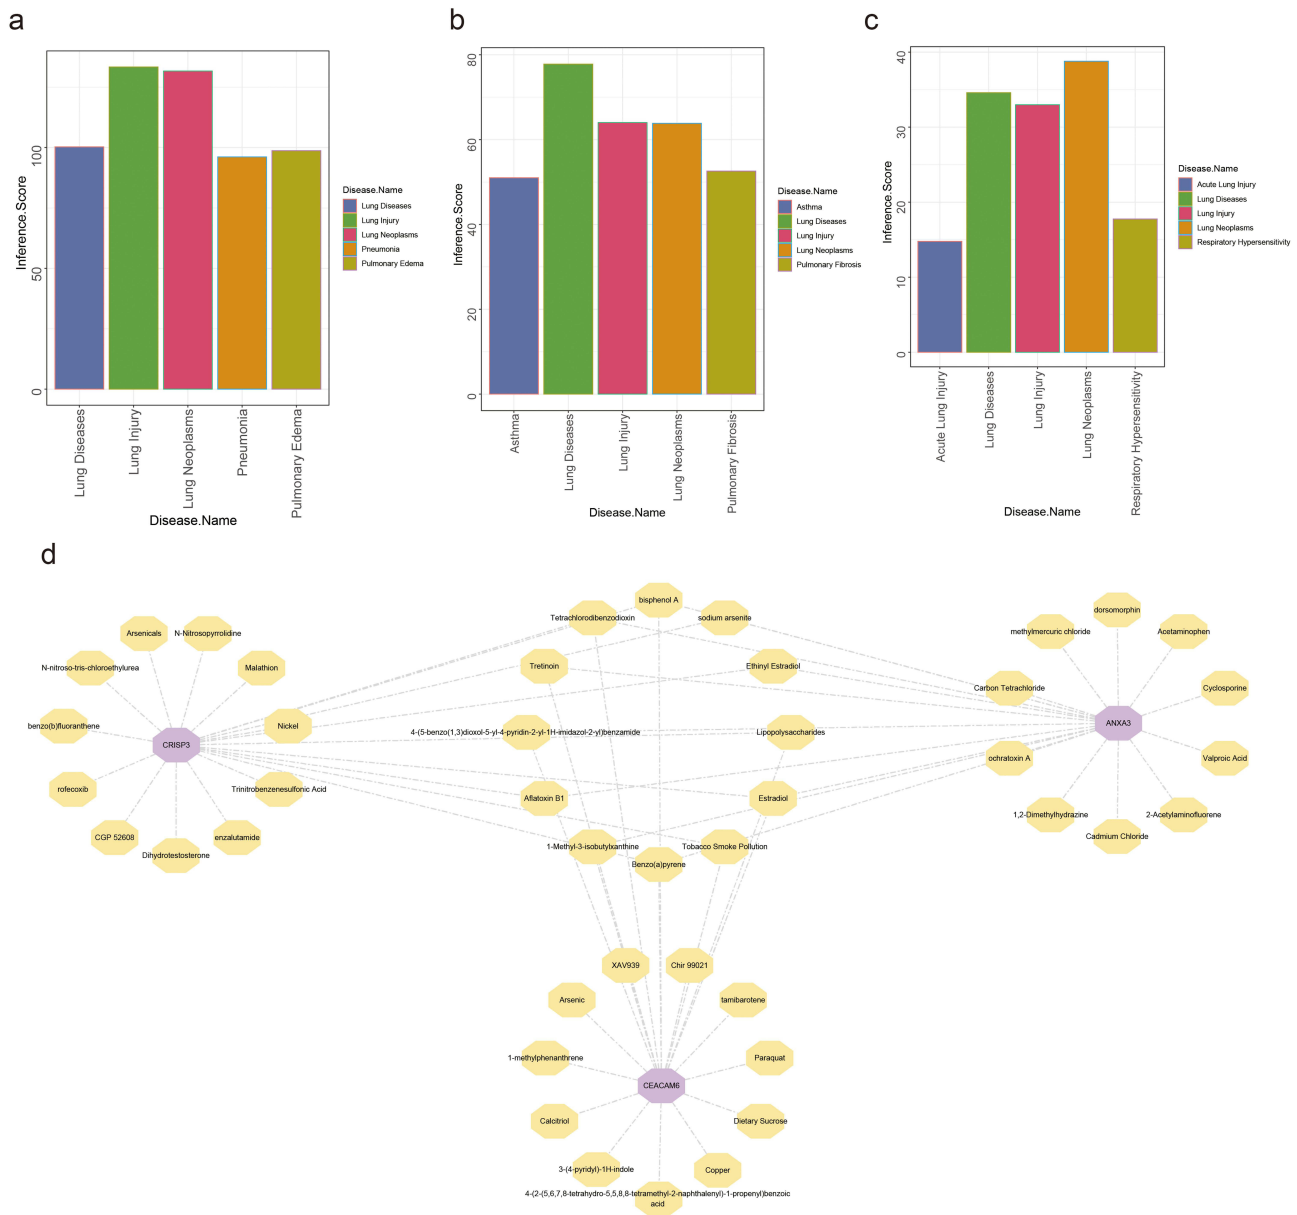 a
Inference.Score
0
50
100
Lung Diseases
Lung Injury
Lung Neoplasms
Pneumonia
Pulmonary Edema
Disease.Name
Disease.Name
Lung Diseases
Lung Injury
Lung Neoplasms
Pneumonia
Pulmonary Edema
b
Inference.Score
0
20
40
60
80
Asthma
Lung Diseases
Lung Injury
Lung Neoplasms
Pulmonary Fibrosis
Disease.Name
Disease.Name
Asthma
Lung Diseases
Lung Injury
Lung Neoplasms
Pulmonary Fibrosis
c
Inference.Score
0
10
20
30
40
Acute Lung Injury
Lung Diseases
Lung Injury
Lung Neoplasms
Respiratory Hypersensitivity
Disease.Name
Disease.Name
Acute Lung Injury
Lung Diseases
Lung Injury
Lung Neoplasms
Respiratory Hypersensitivity
d
Arsenicals
N-Nitrosopyrrolidine
N-nitroso-tris-chloroethylurea
Malathion
benzo(b)fluoranthene
Nickel
CRISP3
rofecoxib
Trinitrobenzenesulfonic Acid
CGP 52608
enzalutamide
Dihydrotestosterone
bisphenol A
Tetrachlorodibenzodioxin
sodium arsenite
Tretinoin
Ethinyl Estradiol
4-(5-benzo(1,3)dioxol-5-yl-4-pyridin-2-yl-1H-imidazol-2-yl)benzamide
Lipopolysaccharides
Aflatoxin B1
Estradiol
1-Methyl-3-isobutylxanthine
Tobacco Smoke Pollution
Benzo(a)pyrene
dorsomorphin
methylmercuric chloride
Acetaminophen
Carbon Tetrachloride
Cyclosporine
ANXA3
ochratoxin A
Valproic Acid
1,2-Dimethylhydrazine
2-Acetylaminofluorene
Cadmium Chloride
XAV939
Chir 99021
Arsenic
tamibarotene
1-methylphenanthrene
Paraquat
CEACAM6
Calcitriol
Dietary Sucrose
3-(4-pyridyl)-1H-indole
Copper
4-(2-(5,6,7,8-tetrahydro-5,5,8,8-tetramethyl-2-naphthalenyl)-1-propenyl)benzoic
acid